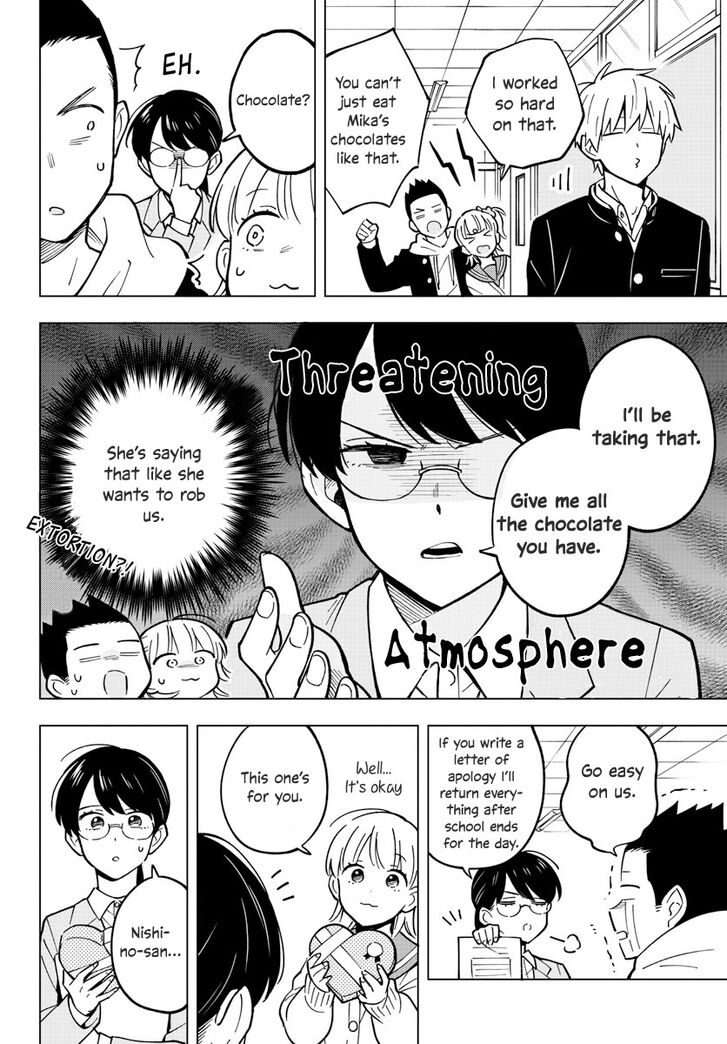 I worked
so hard
on that.
You can't
just eat
Mika's
chocolates
like that.
Chocolate?
EH.
Threatening
I'll be
taking that.
Give me all
the chocolate
you have.
She's saying
that like she
wants to rob
us.
EXTORTION?!
Atmosphere
Go easy
on us.
If you write a
letter of
apology I'll
return every-
thing after
school ends
for the day.
Well...
It's okay
This one's
for you.
Nishi-
no-san...